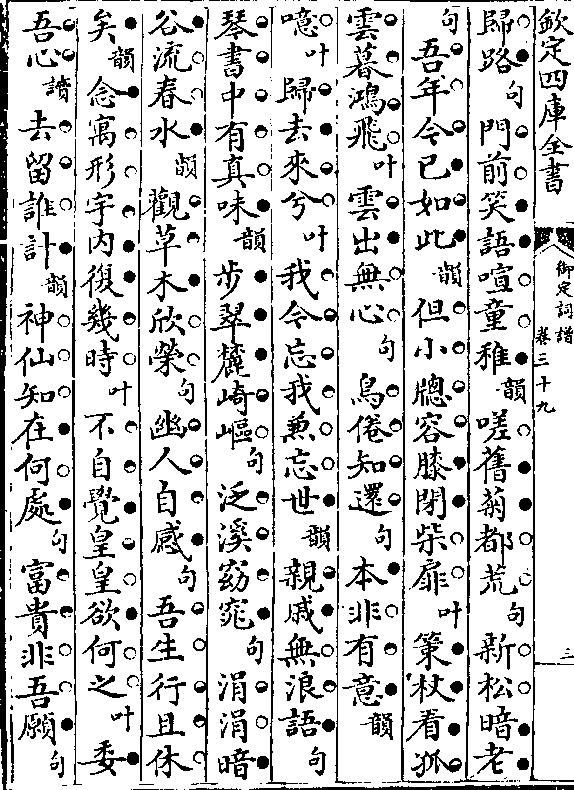 欽定四庫全書
御定詞譜
卷三十九
三
歸路句門前笑語喧童稚韻嗟舊菊都荒句新松暗老
句吾年今已如此韻但小牕容膝閉柴扉叶䇿杖看孤
雲暮鴻飛叶雲出無心句鳥倦知還句本非有意韻
噫叶歸去來兮叶我今忘我兼忘世韻親戚無浪語句
琴書中有真味韻步翠麓崎嶇句泛溪窈窕句涓涓暗
谷流春水韻觀草木欣榮句幽人自感句吾生行且休
矣韻念寓形宇内復幾時叶不自覺皇皇欲何之叶委
吾心讀去留誰計韻神仙知在何處句富貴非吾願句